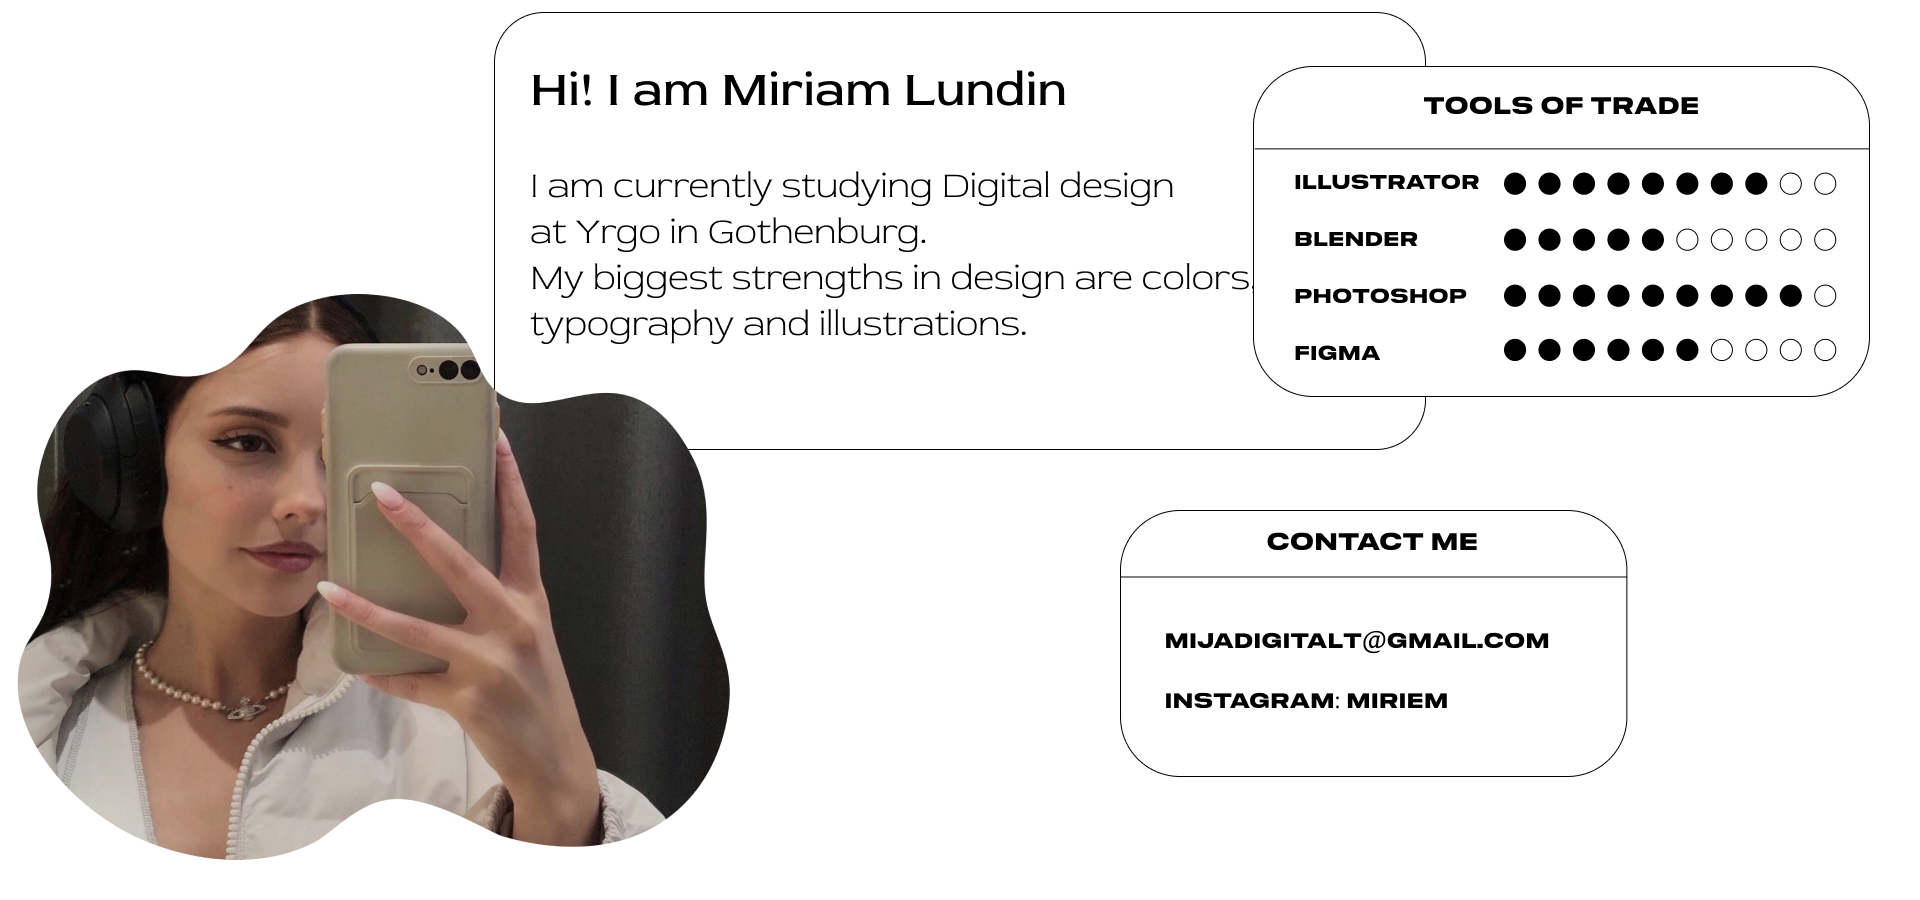 Hi! I am Miriam Lundin
I am currently studying Digital design
at Yrgo in Gothenburg.
My biggest strengths in design are colors,
typography and illustrations.
TOOLS OF TRADE
ILLUSTRATOR
BLENDER
PHOTOSHOP
FIGMA
CONTACT ME
MIJADIGITALT@GMAIL.COM
INSTAGRAM: MIRIEM